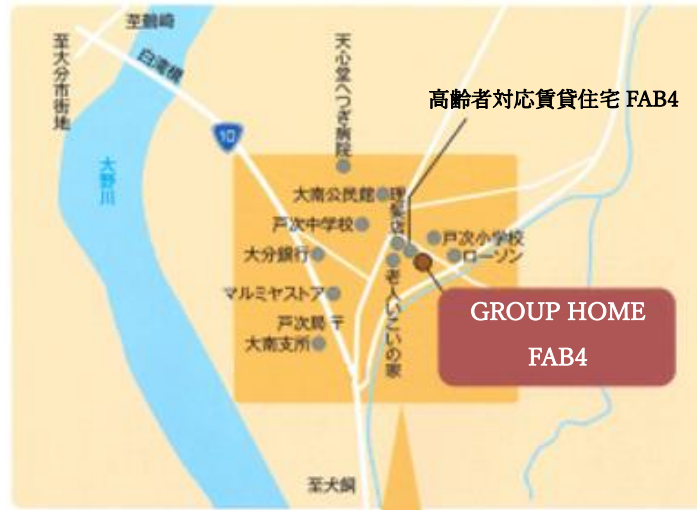 至鶴崎
至大分市街地
白滝橋
10
大野川
天心堂へつぎ病院
高齢者対応賃貸住宅 FAB4
大南公民館
理髪店
戸次中学校
戸次小学校
大分銀行
ローソン
老人いこいの家
マルミヤストア
戸次局〒
大南支所
GROUP HOME
FAB4
至犬飼